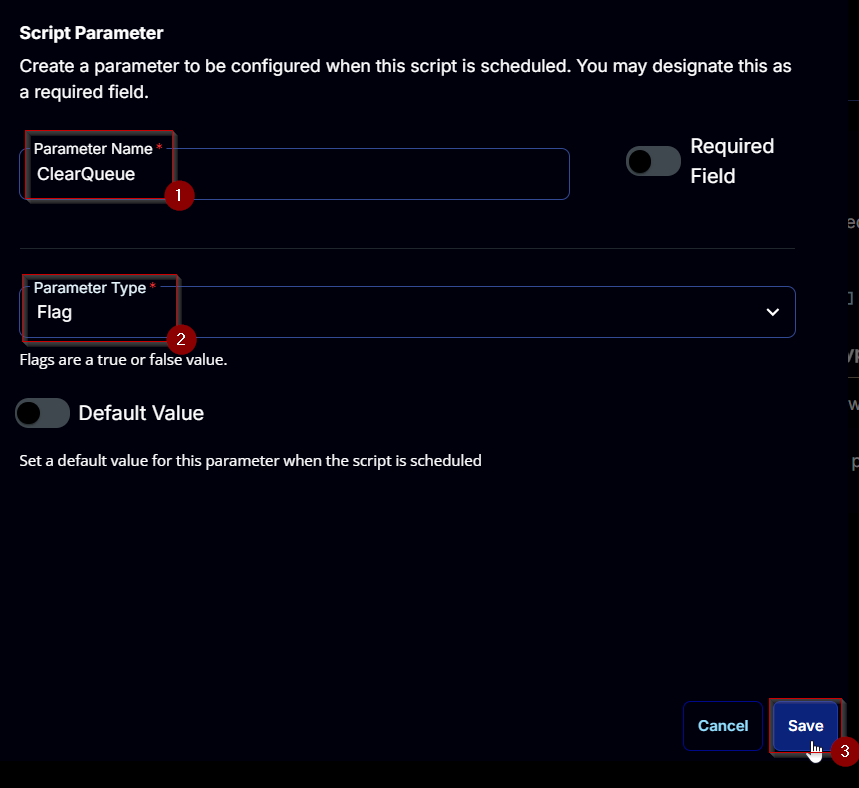 Script Parameter
Create a parameter to be configured when this script is scheduled. You may designate this as
a required field.
Parameter Name *
ClearQueue
1
Required
Field
Parameter Type *
Flag
2
Flags are a true or false value.
Default Value
Set a default value for this parameter when the script is scheduled
Cancel
Save
3